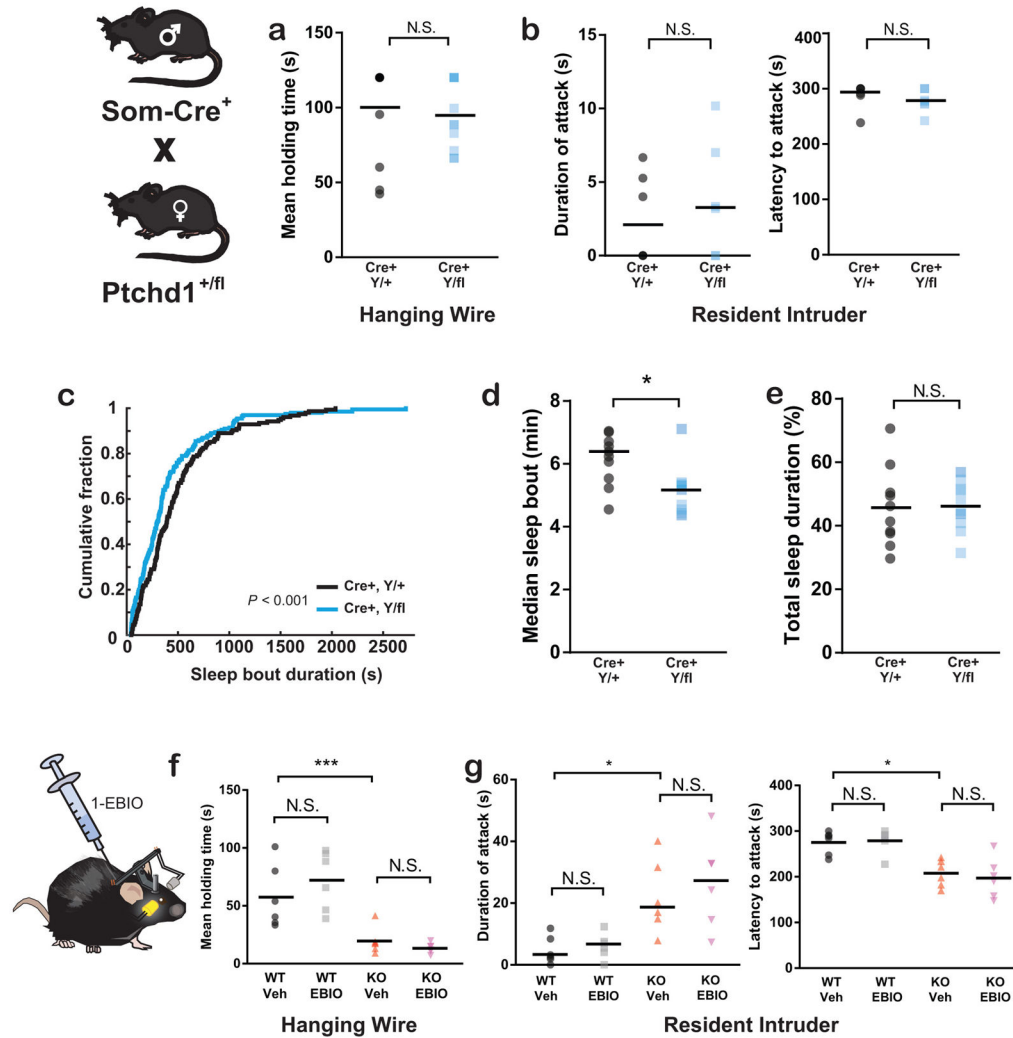 Som-Cre+
X
Ptchd1+/fl
a
N.S.
Mean holding time (s)
150
100
50
0
Cre+ Y/+
Cre+ Y/fl
Hanging Wire
b
N.S.
Duration of attack (s)
15
10
5
0
Cre+ Y/+
Cre+ Y/fl
N.S.
Latency to attack (s)
400
300
200
100
0
Cre+ Y/+
Cre+ Y/fl
Resident Intruder
c
Cumulative fraction
1
0.8
0.6
0.4
0.2
0
0
500
1000
1500
2000
2500
P < 0.001
Cre+, Y/+
Cre+, Y/fl
Sleep bout duration (s)
d
*
Median sleep bout (min)
8
6
4
2
0
Cre+ Y/+
Cre+ Y/fl
e
N.S.
Total sleep duration (%)
80
60
40
20
0
Cre+ Y/+
Cre+ Y/fl
1-EBIO
f
***
N.S.
N.S.
Mean holding time (s)
150
100
50
0
WT Veh
WT EBIO
KO Veh
KO EBIO
Hanging Wire
g
*
N.S.
N.S.
Duration of attack (s)
60
40
20
0
WT Veh
WT EBIO
KO Veh
KO EBIO
*
N.S.
N.S.
Latency to attack (s)
400
300
200
100
0
WT Veh
WT EBIO
KO Veh
KO EBIO
Resident Intruder